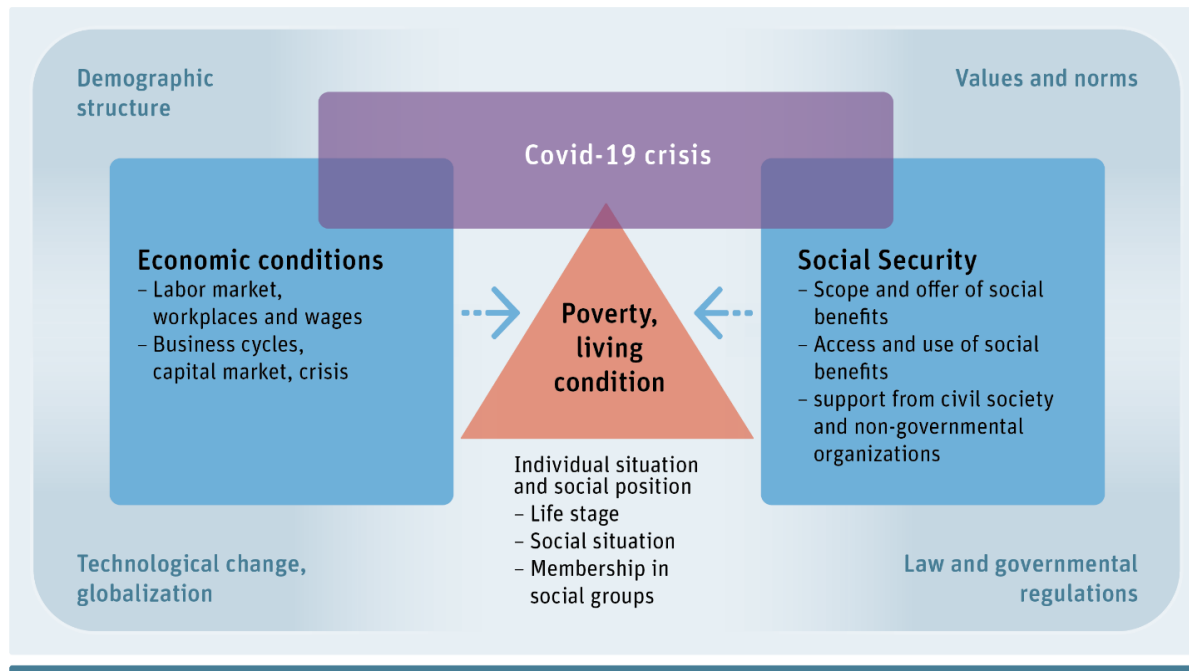 Demographic
structure
Values and norms
Covid-19 crisis
Economic conditions
– Labor market,
workplaces and wages
– Business cycles,
capital market, crisis
Poverty,
living
condition
Social Security
– Scope and offer of social
benefits
– Access and use of social
benefits
– support from civil society
and non-governmental
organizations
Individual situation
and social position
– Life stage
– Social situation
– Membership in
social groups
Technological change,
globalization
Law and governmental
regulations